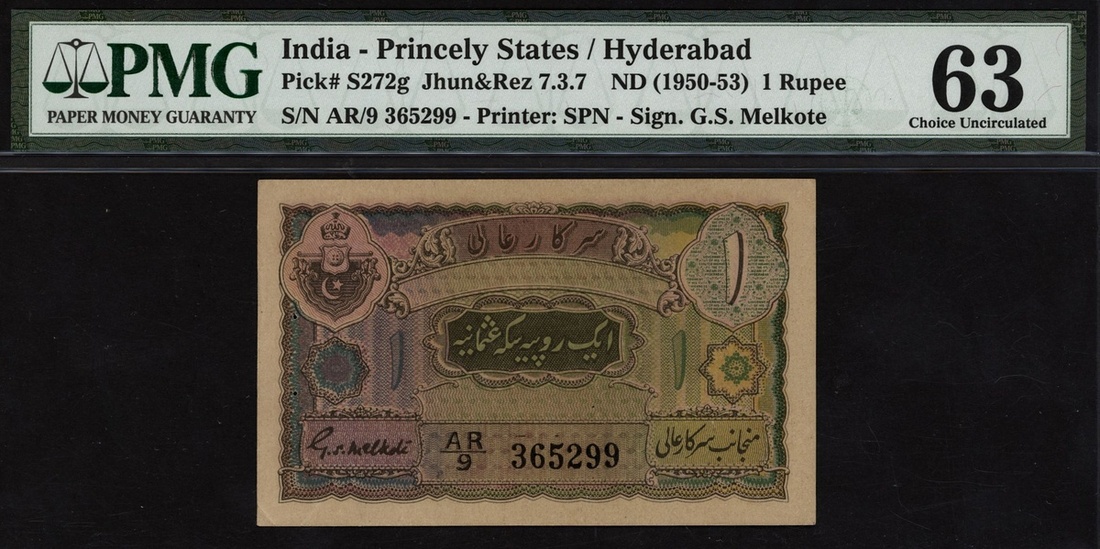 PMG
PAPER MONEY GUARANTY
India - Princely States / Hyderabad
Pick# S272g Jhun&Rez 7.3.7 ND (1950-53) 1 Rupee
S/N AR/9 365299 - Printer: SPN - Sign. G.S. Melkote
63
Choice Uncirculated
سرکار عالی
۱
ایک روپیہ سکہ عثمانیہ
۱ ۱
G.S. Melkote
AR/9 365299
منجانب سرکار عالی